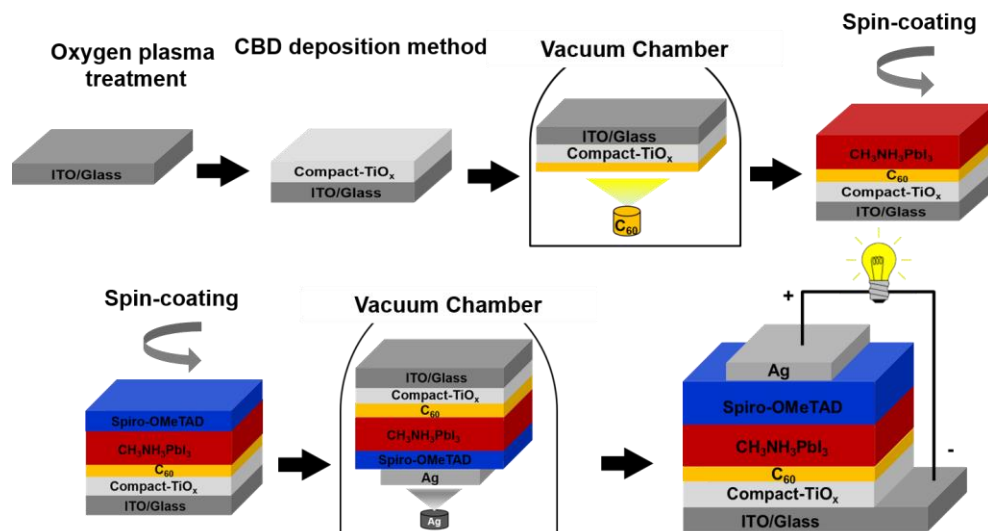 Oxygen plasma
treatment
ITO/Glass
CBD deposition method
Compact-TiOₓ
ITO/Glass
Vacuum Chamber
ITO/Glass
Compact-TiOₓ
C₆₀
Spin-coating
CH₃NH₃PbI₃
C₆₀
Compact-TiOₓ
ITO/Glass
Spin-coating
Spiro-OMeTAD
CH₃NH₃PbI₃
C₆₀
Compact-TiOₓ
ITO/Glass
Vacuum Chamber
ITO/Glass
Compact-TiOₓ
C₆₀
CH₃NH₃PbI₃
Spiro-OMeTAD
Ag
Ag
+
-
Ag
Spiro-OMeTAD
CH₃NH₃PbI₃
C₆₀
Compact-TiOₓ
ITO/Glass